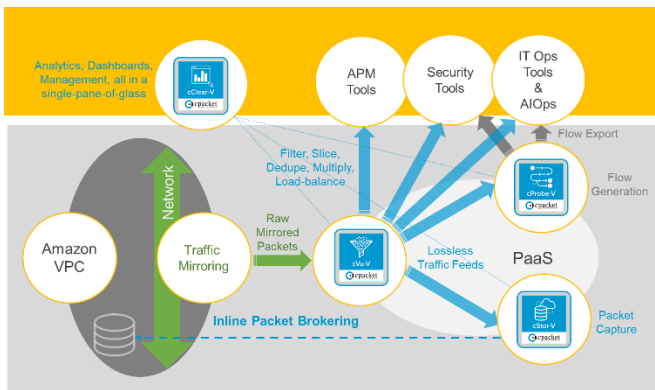 Analytics, Dashboards,
Management, all in a
single-pane-of-glass
cClear-V
cpacket
APM
Tools
Security
Tools
IT Ops
Tools
&
AIOps
Flow Export
Filter, Slice,
Dedupe, Multiply,
Load-balance
cProbe-V
cpacket
Flow
Generation
Network
Amazon
VPC
Traffic
Mirroring
Raw
Mirrored
Packets
cVu-V
cpacket
Lossless
Traffic Feeds
PaaS
Inline Packet Brokering
cStor-V
cpacket
Packet
Capture